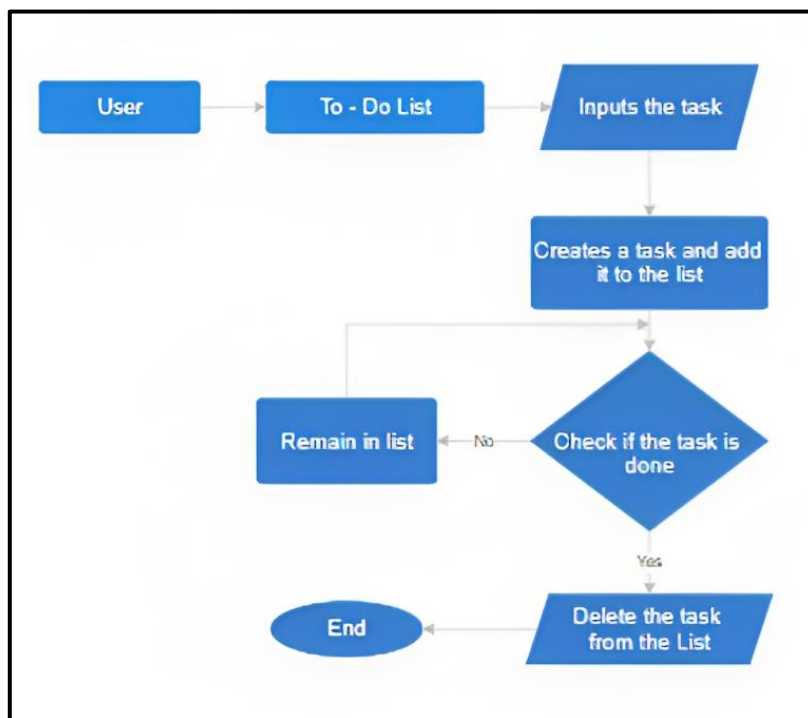 User
To - Do List
Inputs the task
Creates a task and add
it to the list
Remain in list
No
Check if the task is
done
Yes
Delete the task
from the List
End